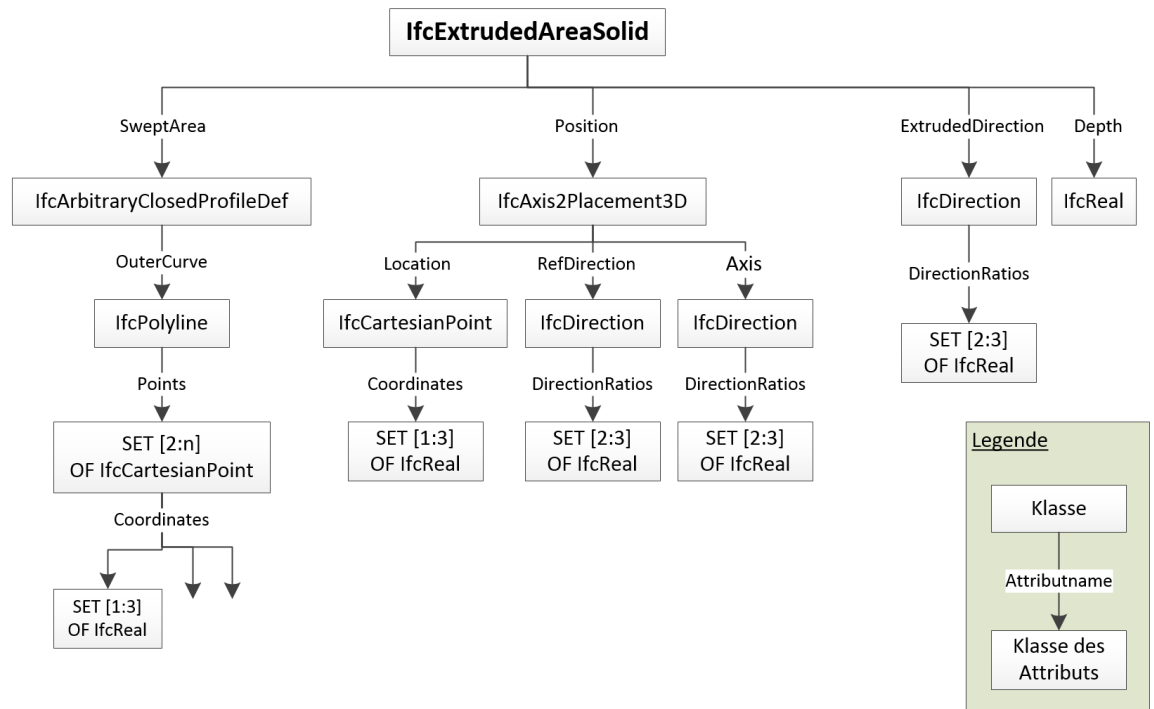 IfcExtrudedAreaSolid
SweptArea
Position
ExtrudedDirection
Depth
IfcArbitraryClosedProfileDef
IfcAxis2Placement3D
IfcDirection
IfcReal
OuterCurve
Location
RefDirection
Axis
DirectionRatios
IfcPolyline
IfcCartesianPoint
IfcDirection
IfcDirection
SET [2:3]
OF IfcReal
Points
Coordinates
DirectionRatios
DirectionRatios
SET [2:n]
OF IfcCartesianPoint
SET [1:3]
OF IfcReal
SET [2:3]
OF IfcReal
SET [2:3]
OF IfcReal
Coordinates
SET [1:3]
OF IfcReal
Legende
Klasse
Attributname
Klasse des
Attributs